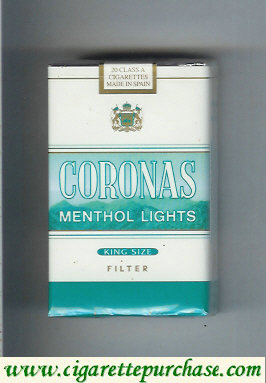 20 CLASS A
CIGARETTES
MADE IN SPAIN
CORONAS
MENTHOL LIGHTS
KING SIZE
FILTER
www.cigarettepurchase.com